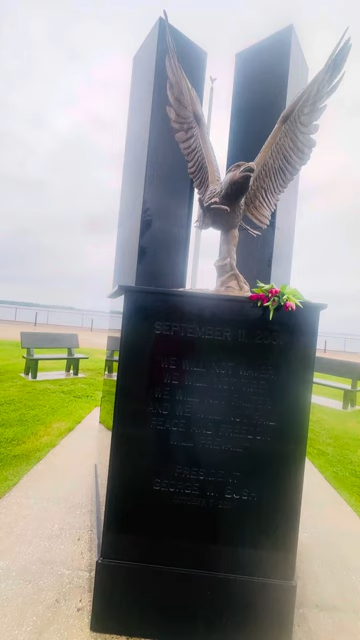 SEPTEMBER 11, 2001
WE WILL NOT WAVER
WE WILL NOT TIRE
WE WILL NOT FALTER
AND WE WILL NOT FAIL
PEACE AND FREEDOM
WILL PREVAIL
PRESIDENT
GEORGE W. BUSH